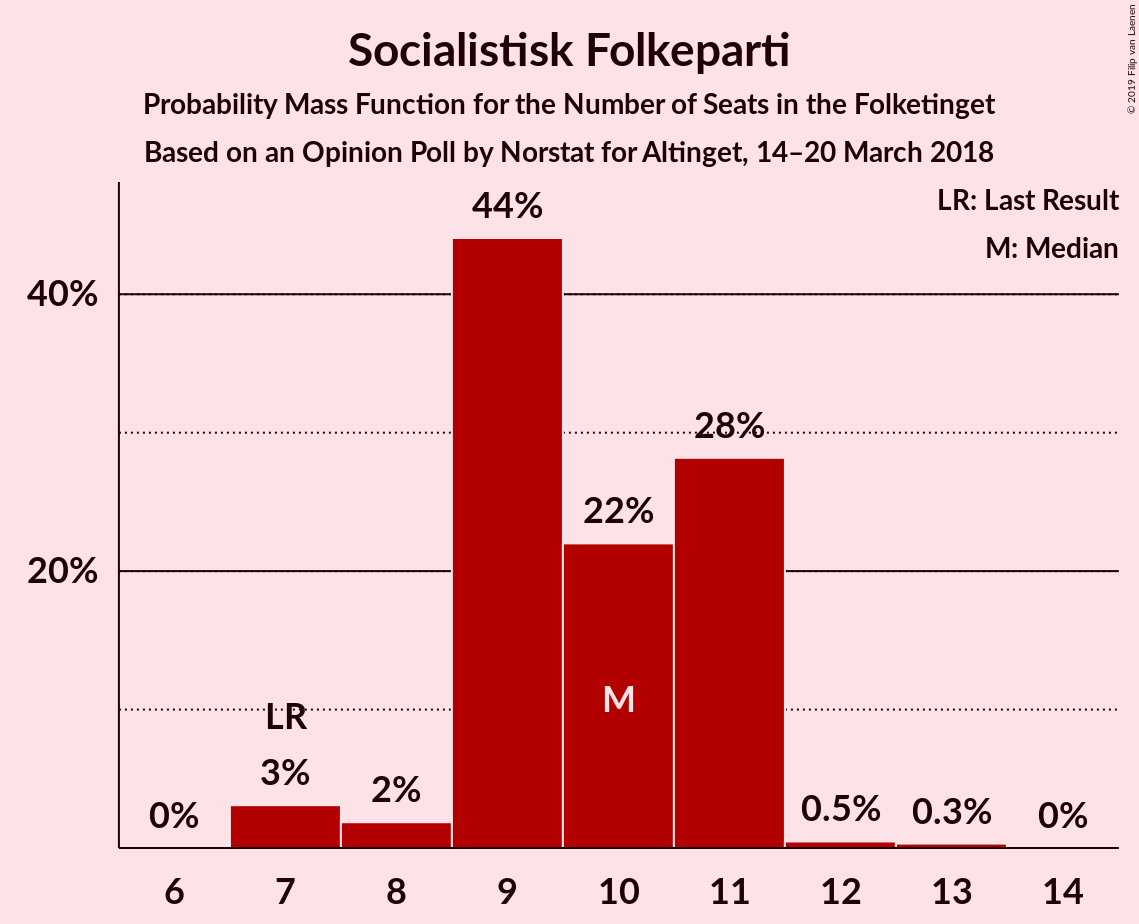 Socialistisk Folkeparti
Probability Mass Function for the Number of Seats in the Folketinget
Based on an Opinion Poll by Norstat for Altinget, 14–20 March 2018
© 2019 Filip van Laenen
LR: Last Result
M: Median
44%
40%
28%
22%
20%
M
LR
3%
2%
0%
0.5%
0.3%
0%
6 7 8 9 10 11 12 13 14